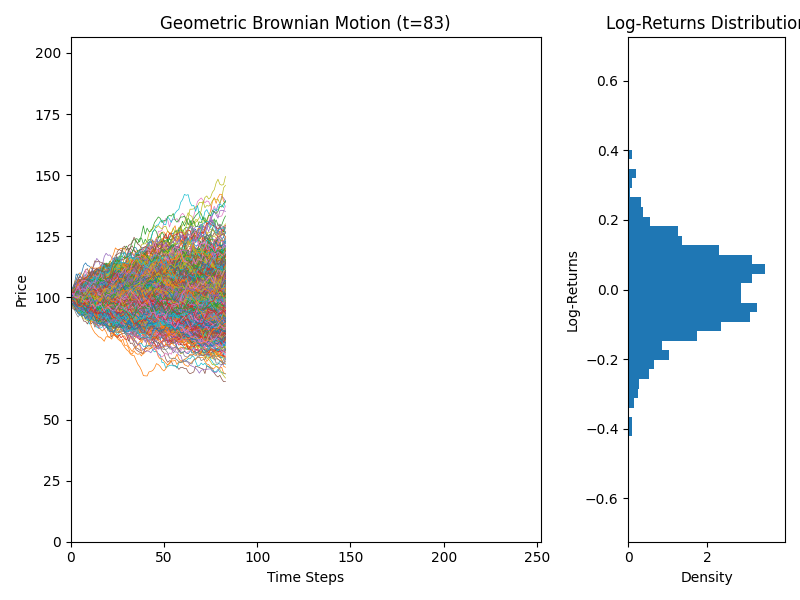 Geometric Brownian Motion (t=83)
Log-Returns Distribution
200
175
150
125
100
75
50
25
0
Price
0 50 100 150 200 250
Time Steps
0.6
0.4
0.2
0.0
−0.2
−0.4
−0.6
Log-Returns
0 2
Density